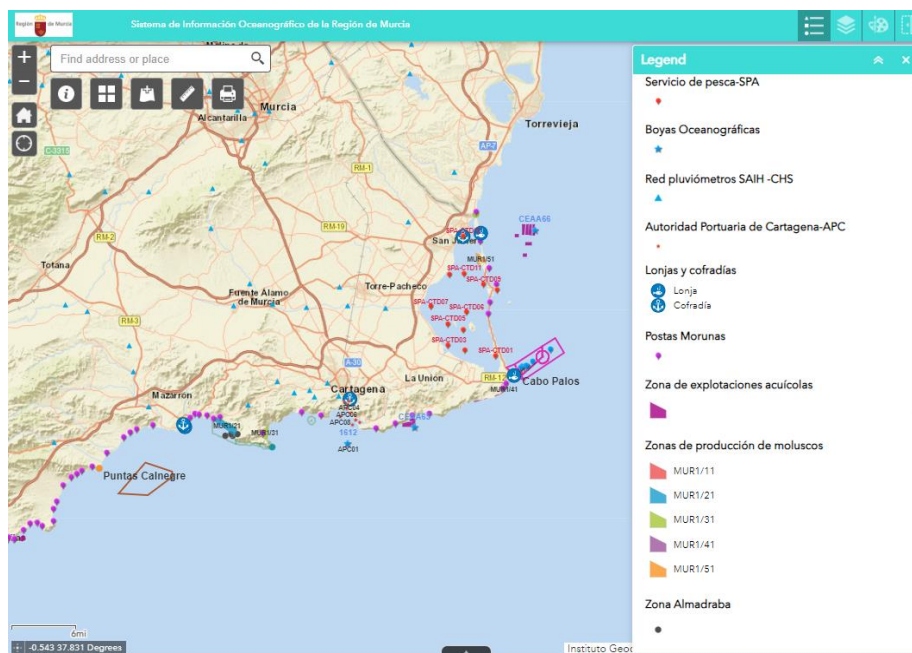 Región de Murcia
Sistema de Información Oceanográfico de la Región de Murcia
Find address or place
Legend
Servicio de pesca-SPA
Boyas Oceanográficas
Red pluviómetros SAIH -CHS
Autoridad Portuaria de Cartagena-APC
Lonjas y cofradías
Lonja
Cofradía
Postas Morunas
Zona de explotaciones acuícolas
Zonas de producción de moluscos
MUR1/11
MUR1/21
MUR1/31
MUR1/41
MUR1/51
Zona Almadraba
Murcia
Alcantarilla
Torrevieja
AP-7
C-3315
RM-1
CEAA66
RM-2
RM-19
San Javier
MUR1/51
Totana
SPA-CTD11
SPA-CTD09
Fuente Álamo
de Murcia
Torre-Pacheco
SPA-CTD07
SPA-CTD06
RM-3
SPA-CTD05
SPA-CTD03
SPA-CTD01
A-30
La Unión
RM-12
Cabo Palos
Mazarrón
Cartagena
MUR1/41
APC04
APC06
APC08
MUR1/21
MUR1/31
1612
APC01
Puntas Calnegre
6mi
-0.543 37.831 Degrees
Instituto Geog